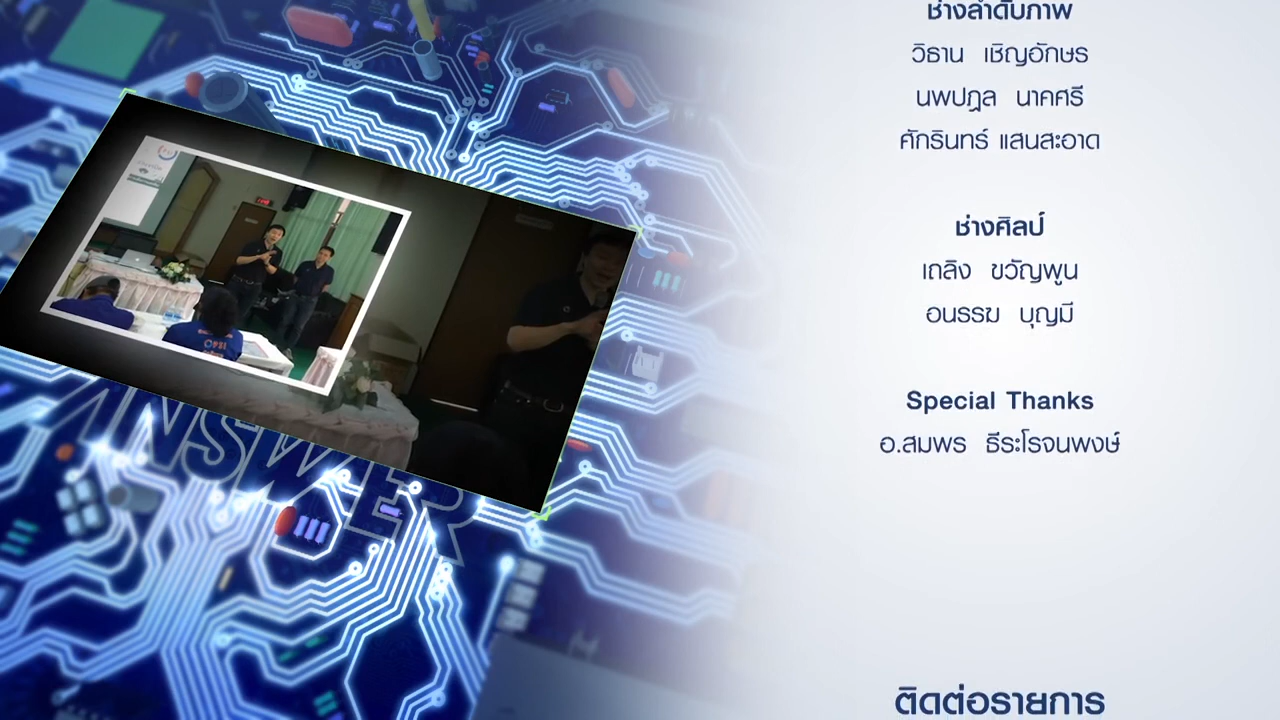 ช่างลำดับภาพ
วิธาน เชิญอักษร
นพปฎล นาคศรี
ศักรินทร์ แสนสะอาด
ช่างศิลป์
เถลิง ขวัญพูน
อนรรฆ บุญมี
Special Thanks
อ.สมพร ธีระโรจนพงษ์
ติดต่อรายการ
ANSWER